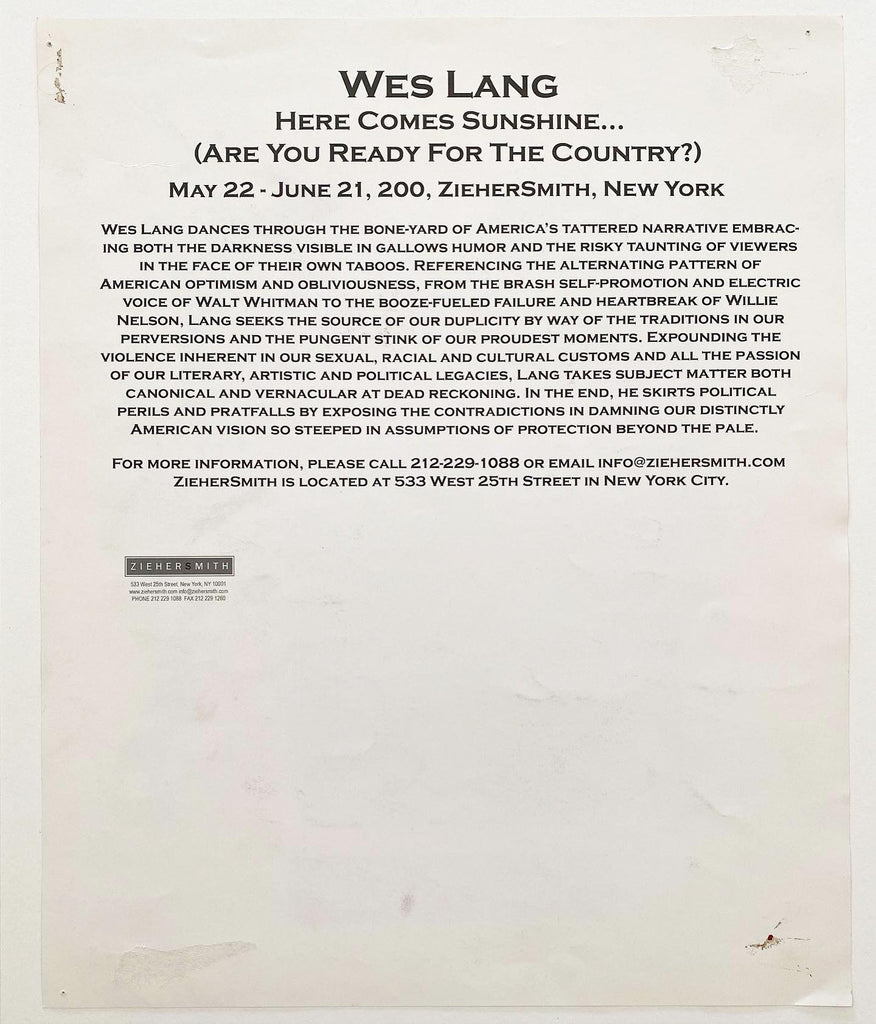 WES LANG
HERE COMES SUNSHINE...
(ARE YOU READY FOR THE COUNTRY?)
MAY 22 - JUNE 21, 200, ZIEHERSMITH, NEW YORK
WES LANG DANCES THROUGH THE BONE-YARD OF AMERICA'S TATTERED NARRATIVE EMBRAC-
ING BOTH THE DARKNESS VISIBLE IN GALLOWS HUMOR AND THE RISKY TAUNTING OF VIEWERS
IN THE FACE OF THEIR OWN TABOOS. REFERENCING THE ALTERNATING PATTERN OF
AMERICAN OPTIMISM AND OBLIVIOUSNESS, FROM THE BRASH SELF-PROMOTION AND ELECTRIC
VOICE OF WALT WHITMAN TO THE BOOZE-FUELED FAILURE AND HEARTBREAK OF WILLIE
NELSON, LANG SEEKS THE SOURCE OF OUR DUPLICITY BY WAY OF THE TRADITIONS IN OUR
PERVERSIONS AND THE PUNGENT STINK OF OUR PROUDEST MOMENTS. EXPOUNDING THE
VIOLENCE INHERENT IN OUR SEXUAL, RACIAL AND CULTURAL CUSTOMS AND ALL THE PASSION
OF OUR LITERARY, ARTISTIC AND POLITICAL LEGACIES, LANG TAKES SUBJECT MATTER BOTH
CANONICAL AND VERNACULAR AT DEAD RECKONING. IN THE END, HE SKIRTS POLITICAL
PERILS AND PRATFALLS BY EXPOSING THE CONTRADICTIONS IN DAMNING OUR DISTINCTLY
AMERICAN VISION SO STEEPED IN ASSUMPTIONS OF PROTECTION BEYOND THE PALE.
FOR MORE INFORMATION, PLEASE CALL 212-229-1088 OR EMAIL INFO@ZIEHERSMITH.COM
ZIEHERSMITH IS LOCATED AT 533 WEST 25TH STREET IN NEW YORK CITY.
ZIEHERSMITH
533 West 25th Street, New York, NY 10001
www.ziehersmith.com info@ziehersmith.com
PHONE 212 229 1088 FAX 212 229 1260